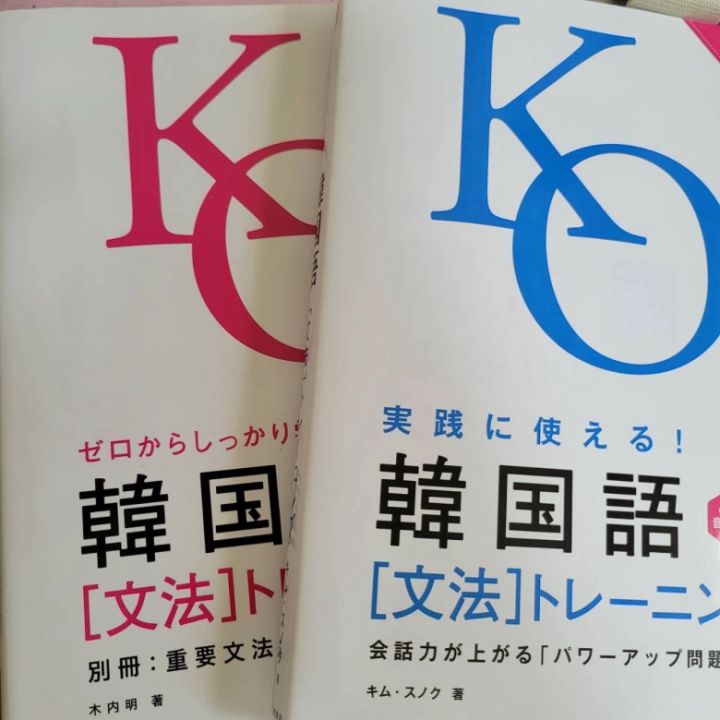 KO
ゼロからしっかり
韓国
[文法]ト
別冊：重要文法
木内明 著
KO
実践に使える！
韓国語
[文法]トレーニン
会話力が上がる「パワーアップ問題
キム・スノク 著
音